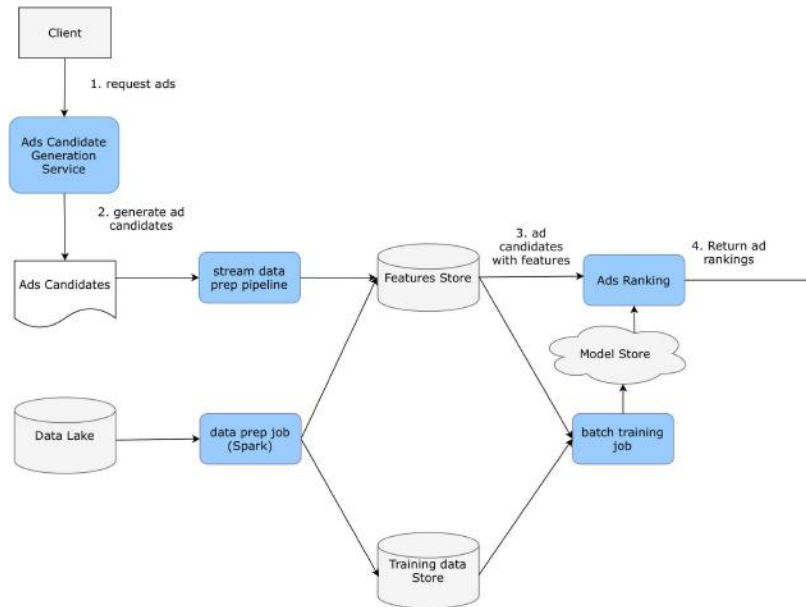 Client
1. request ads
Ads Candidate
Generation
Service
2. generate ad
candidates
Ads Candidates
stream data
prep pipeline
Features Store
3. ad
candidates
with features
Ads Ranking
4. Return ad
rankings
Model Store
Data Lake
data prep job
(Spark)
batch training
job
Training data
Store